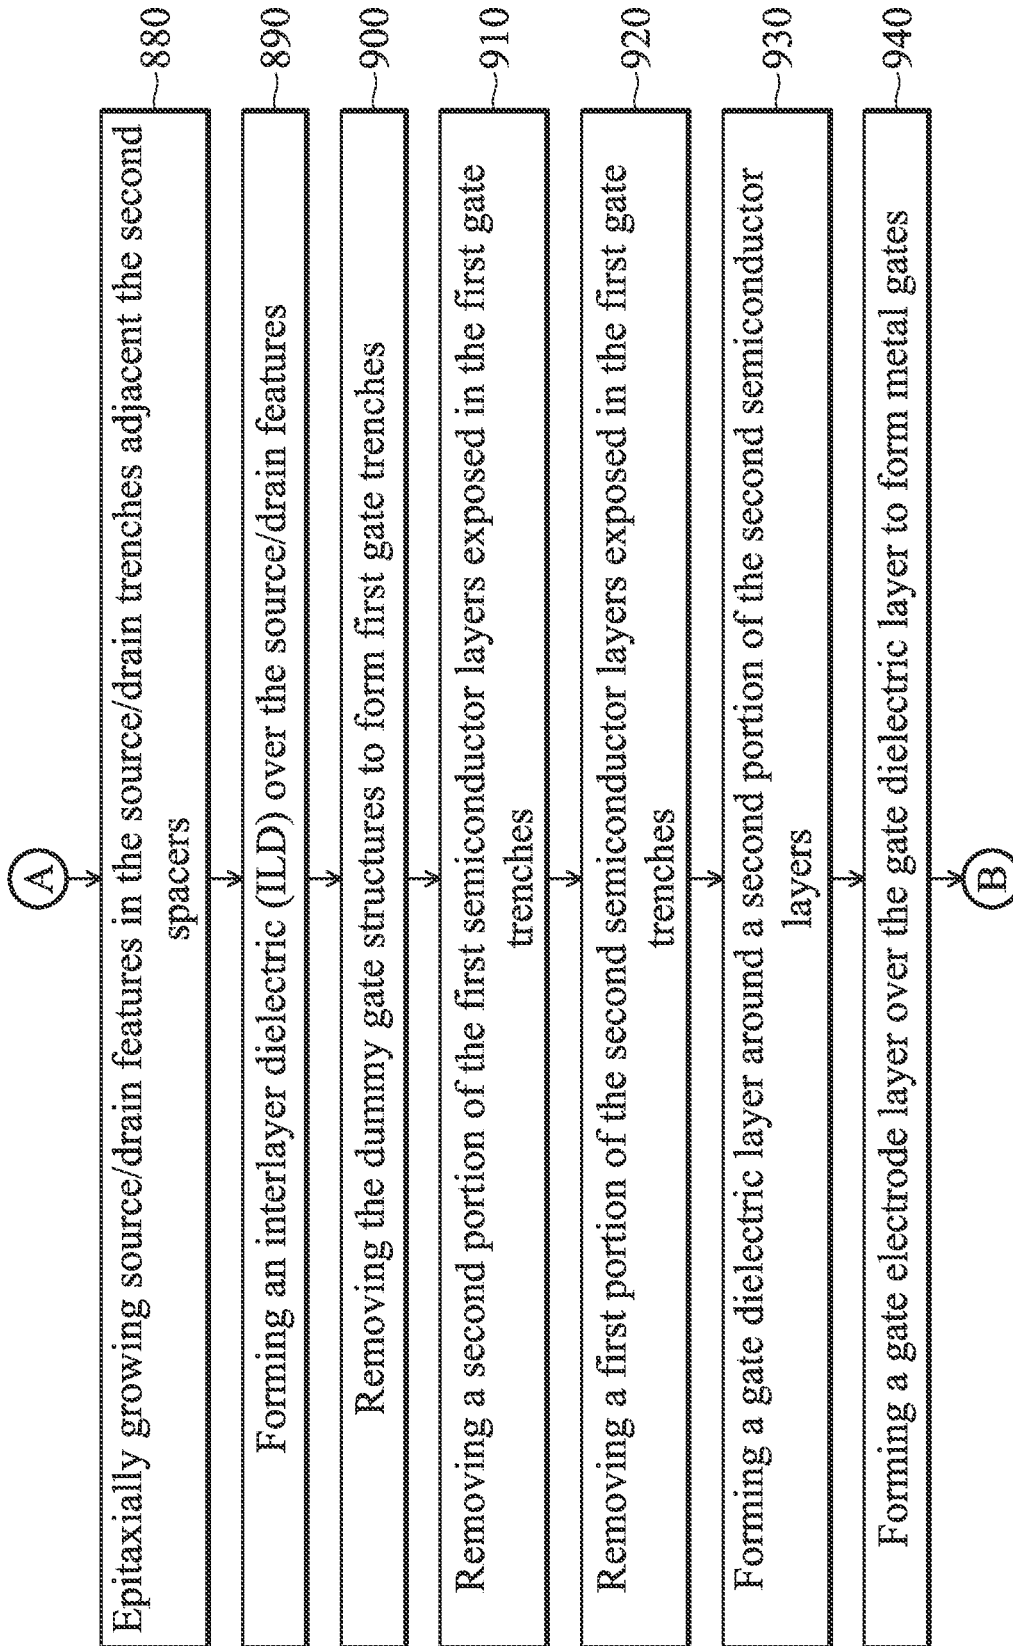 A
Epitaxially growing source/drain features in the source/drain trenches adjacent the second
spacers
880
Forming an interlayer dielectric (ILD) over the source/drain features
890
Removing the dummy gate structures to form first gate trenches
900
Removing a second portion of the first semiconductor layers exposed in the first gate
trenches
910
Removing a first portion of the second semiconductor layers exposed in the first gate
trenches
920
Forming a gate dielectric layer around a second portion of the second semiconductor
layers
930
Forming a gate electrode layer over the gate dielectric layer to form metal gates
940
B